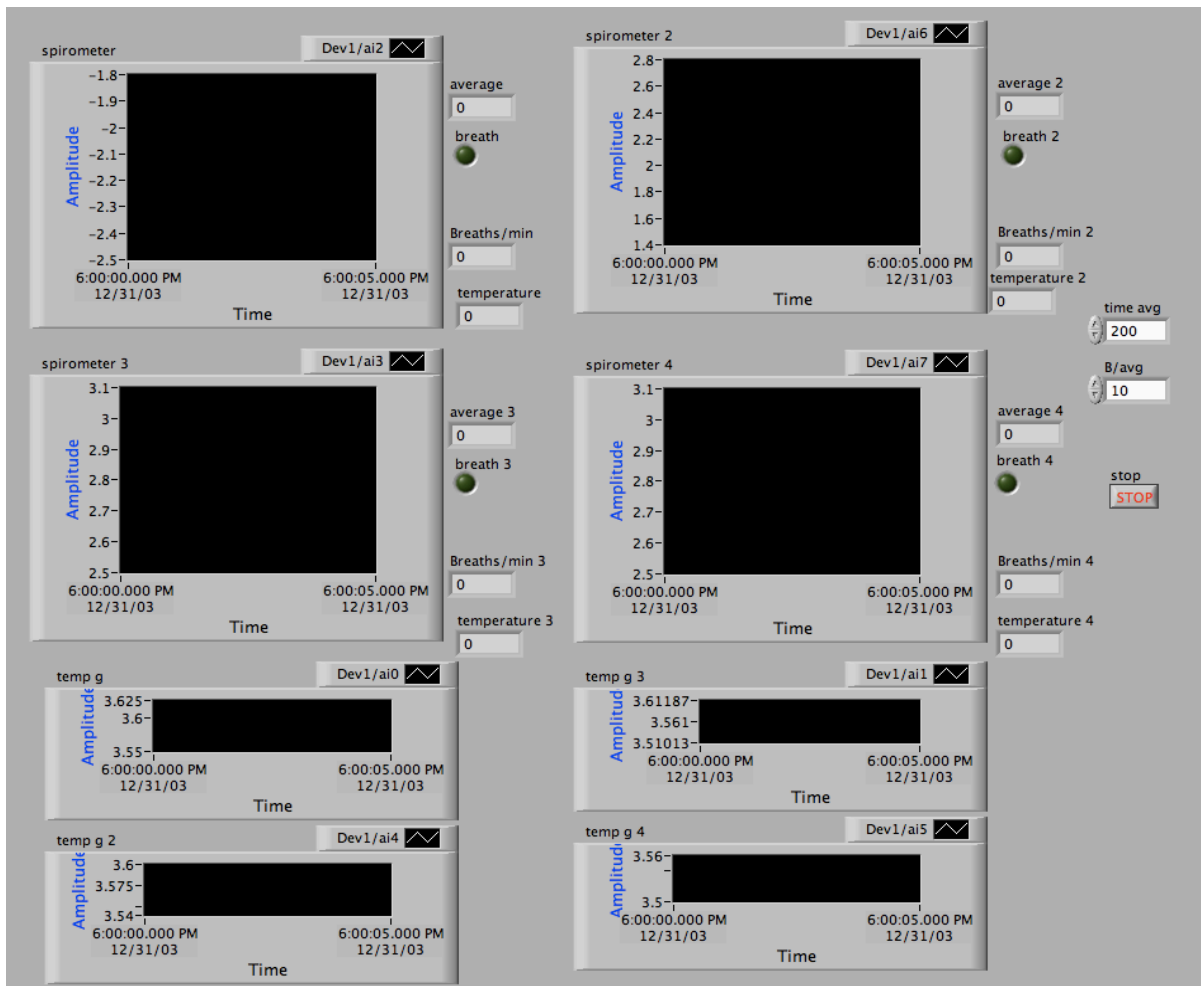 spirometer
Dev1/ai2
Amplitude
-1.8
-1.9
-2
-2.1
-2.2
-2.3
-2.4
-2.5
6:00:00.000 PM
12/31/03
6:00:05.000 PM
12/31/03
Time
average
0
breath
Breaths/min
0
temperature
0
spirometer 2
Dev1/ai6
Amplitude
2.8
2.6
2.4
2.2
2
1.8
1.6
1.4
6:00:00.000 PM
12/31/03
6:00:05.000 PM
12/31/03
Time
average 2
0
breath 2
Breaths/min 2
0
temperature 2
0
time avg
200
B/avg
10
stop
STOP
spirometer 3
Dev1/ai3
Amplitude
3.1
3
2.9
2.8
2.7
2.6
2.5
6:00:00.000 PM
12/31/03
6:00:05.000 PM
12/31/03
Time
average 3
0
breath 3
Breaths/min 3
0
temperature 3
0
spirometer 4
Dev1/ai7
Amplitude
3.1
3
2.9
2.8
2.7
2.6
2.5
6:00:00.000 PM
12/31/03
6:00:05.000 PM
12/31/03
Time
average 4
0
breath 4
Breaths/min 4
0
temperature 4
0
temp g
Dev1/ai0
Amplitude
3.625
3.6
3.55
6:00:00.000 PM
12/31/03
6:00:05.000 PM
12/31/03
Time
temp g 3
Dev1/ai1
Amplitude
3.61187
3.561
3.51013
6:00:00.000 PM
12/31/03
6:00:05.000 PM
12/31/03
Time
temp g 2
Dev1/ai4
Amplitude
3.6
3.575
3.54
6:00:00.000 PM
12/31/03
6:00:05.000 PM
12/31/03
Time
temp g 4
Dev1/ai5
Amplitude
3.56
3.5
6:00:00.000 PM
12/31/03
6:00:05.000 PM
12/31/03
Time